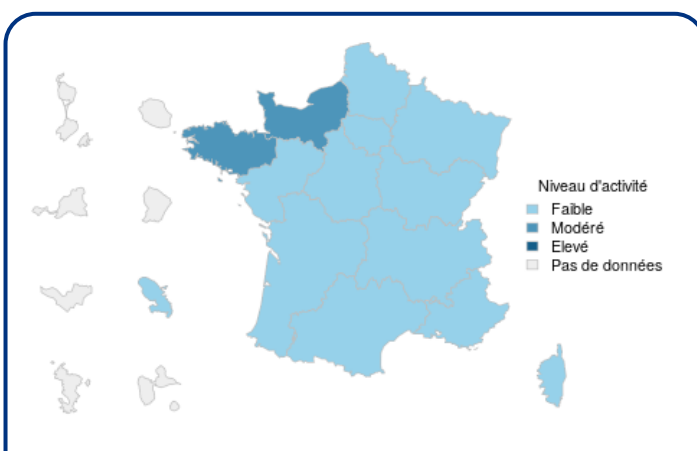 Niveau d'activité
Faible
Modéré
Elevé
Pas de données